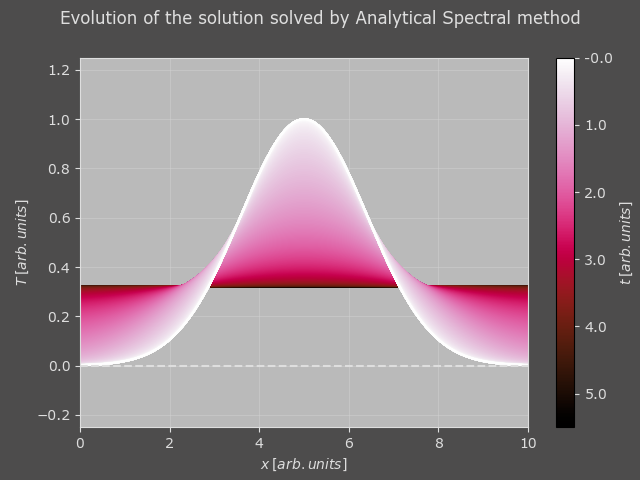 Evolution of the solution solved by Analytical Spectral method
1.2
1.0
0.8
0.6
0.4
0.2
0.0
−0.2
T [arb. units]
0 2 4 6 8 10
x [arb. units]
-0.0
1.0
2.0
3.0
4.0
5.0
t [arb. units]